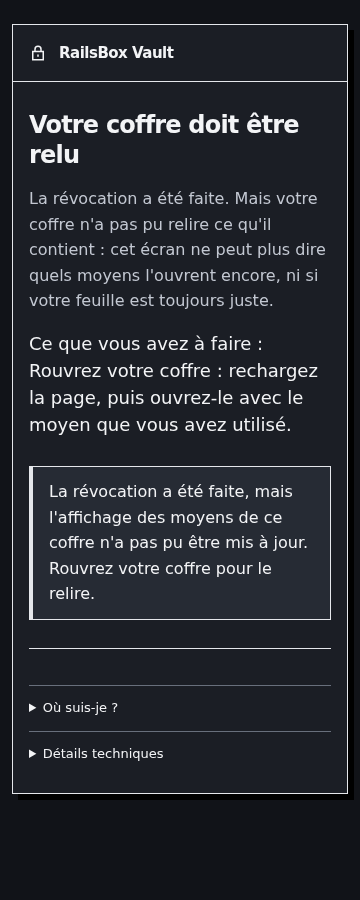 RailsBox Vault
Votre coffre doit être
relu
La révocation a été faite. Mais votre
coffre n'a pas pu relire ce qu'il
contient : cet écran ne peut plus dire
quels moyens l'ouvrent encore, ni si
votre feuille est toujours juste.
Ce que vous avez à faire :
Rouvrez votre coffre : rechargez
la page, puis ouvrez-le avec le
moyen que vous avez utilisé.
La révocation a été faite, mais
l'affichage des moyens de ce
coffre n'a pas pu être mis à jour.
Rouvrez votre coffre pour le
relire.
Où suis-je ?
Détails techniques